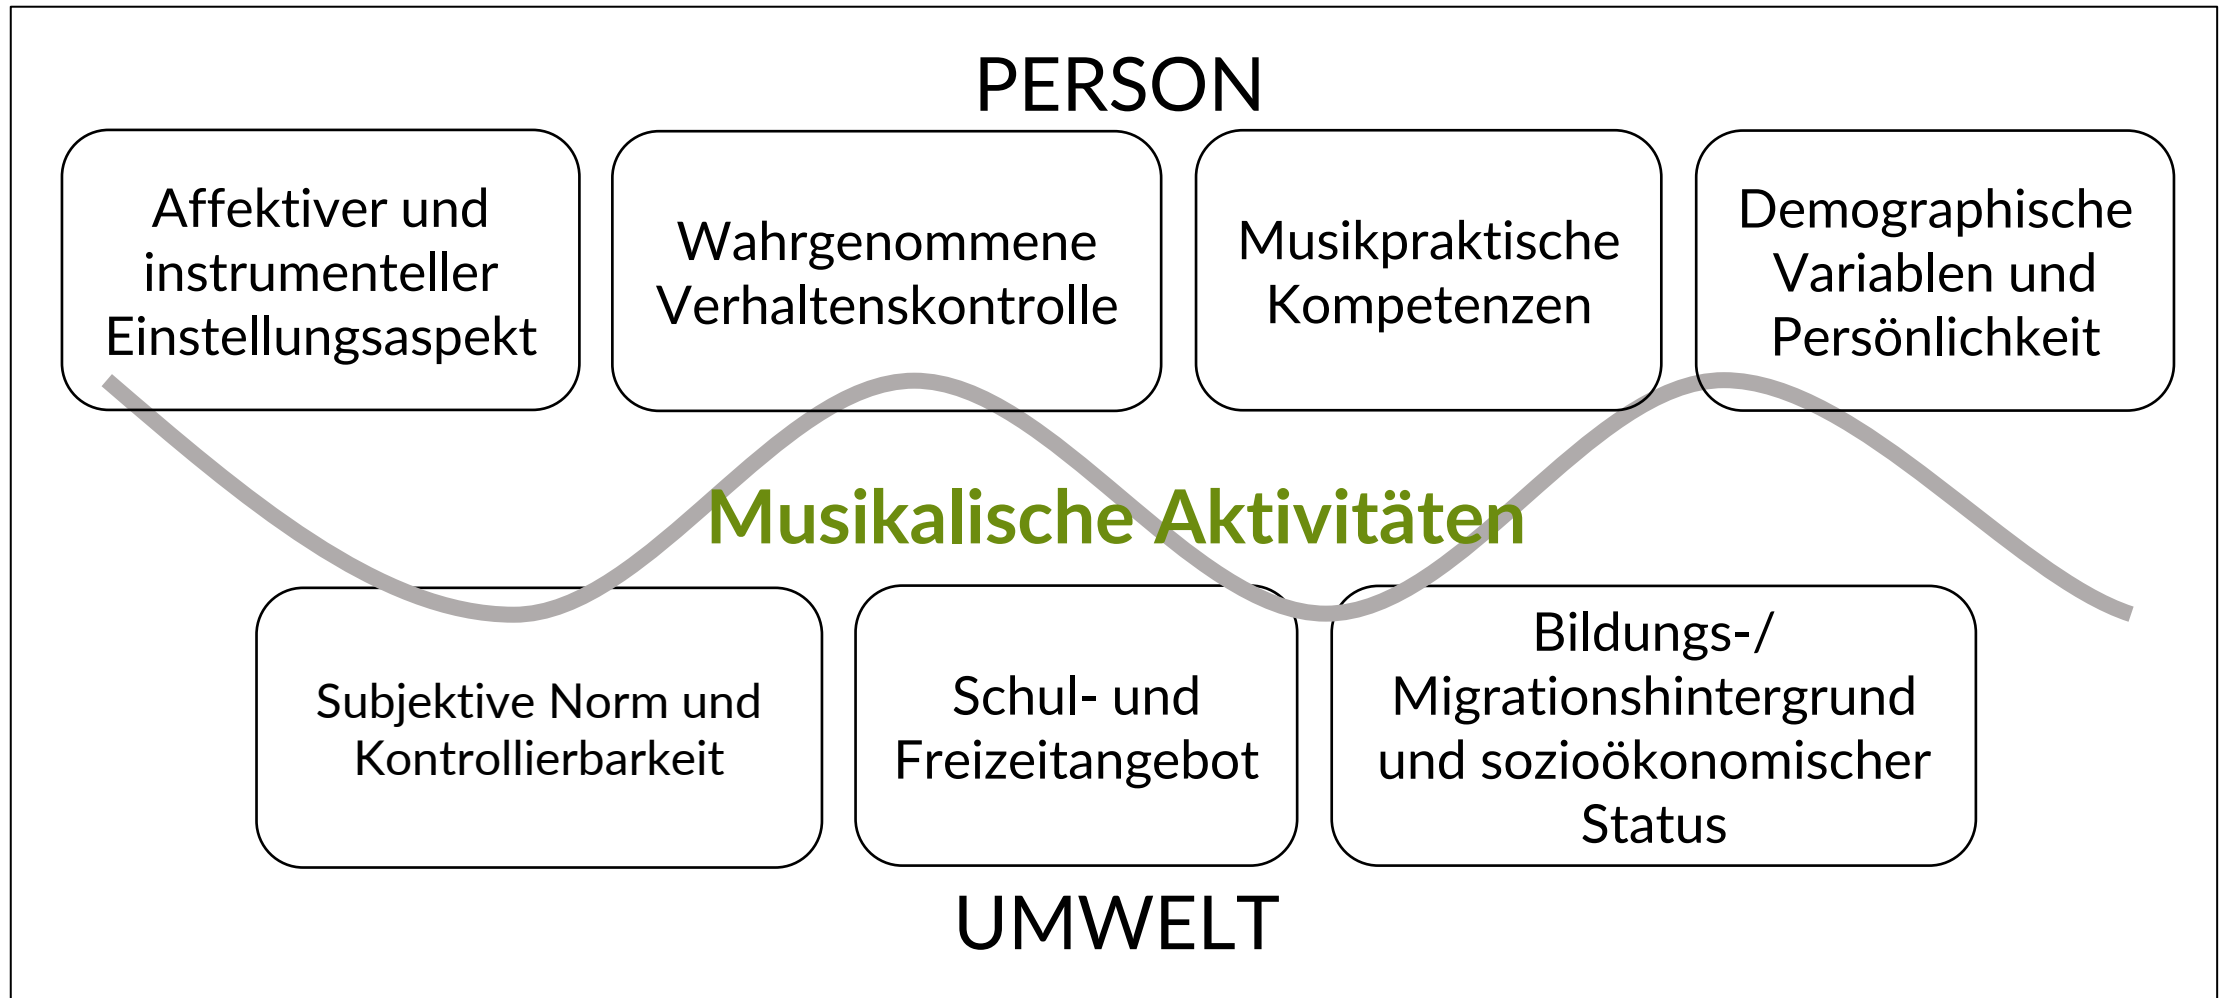 PERSON
Affektiver und
instrumenteller
Einstellungsaspekt
Wahrgenommene
Verhaltenskontrolle
Musikpraktische
Kompetenzen
Demographische
Variablen und
Persönlichkeit
Musikalische Aktivitäten
Subjektive Norm und
Kontrollierbarkeit
Schul- und
Freizeitangebot
Bildungs-/
Migrationshintergrund
und sozioökonomischer
Status
UMWELT